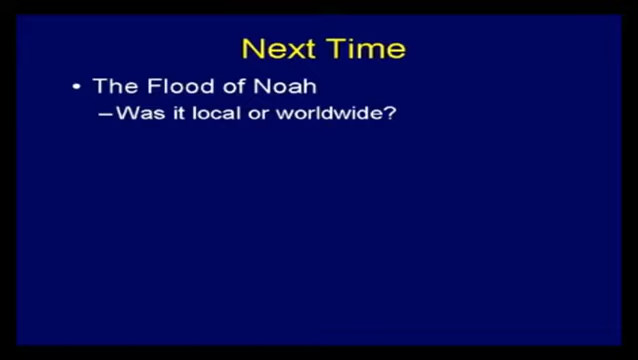 Next Time
• The Flood of Noah
–Was it local or worldwide?